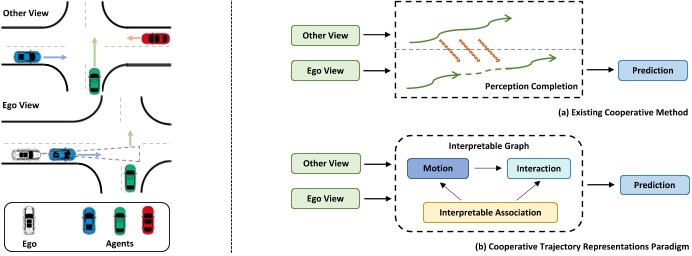 Other View
Ego View
Ego
Agents
Other View
Ego View
Perception Completion
Prediction
(a) Existing Cooperative Method
Interpretable Graph
Other View
Motion
Interaction
Ego View
Prediction
Interpretable Association
(b) Cooperative Trajectory Representations Paradigm